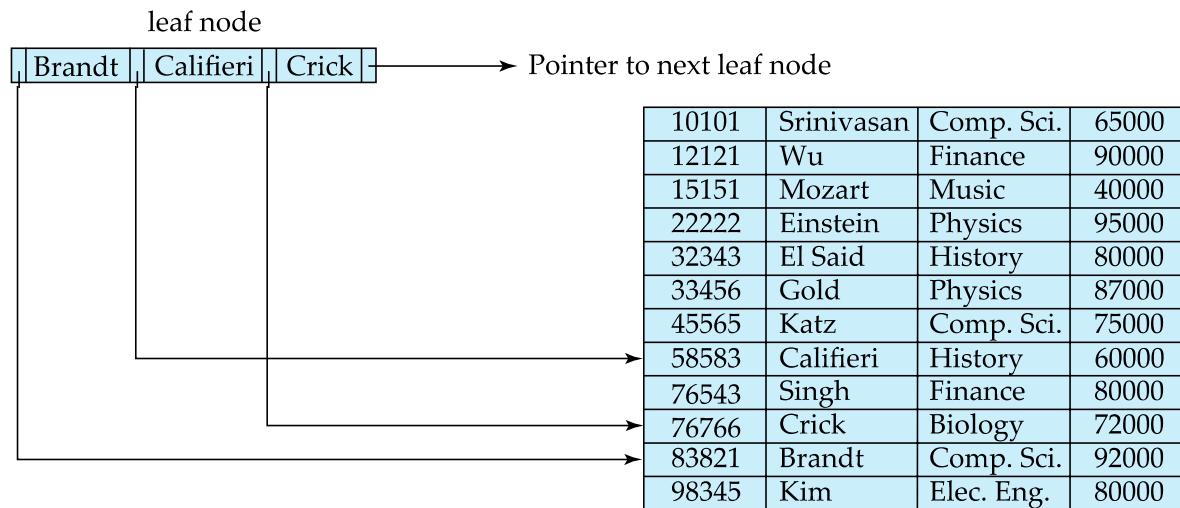 leaf node
Brandt Califieri Crick Pointer to next leaf node
10101 Srinivasan Comp. Sci. 65000
12121 Wu Finance 90000
15151 Mozart Music 40000
22222 Einstein Physics 95000
32343 El Said History 80000
33456 Gold Physics 87000
45565 Katz Comp. Sci. 75000
58583 Califieri History 60000
76543 Singh Finance 80000
76766 Crick Biology 72000
83821 Brandt Comp. Sci. 92000
98345 Kim Elec. Eng. 80000